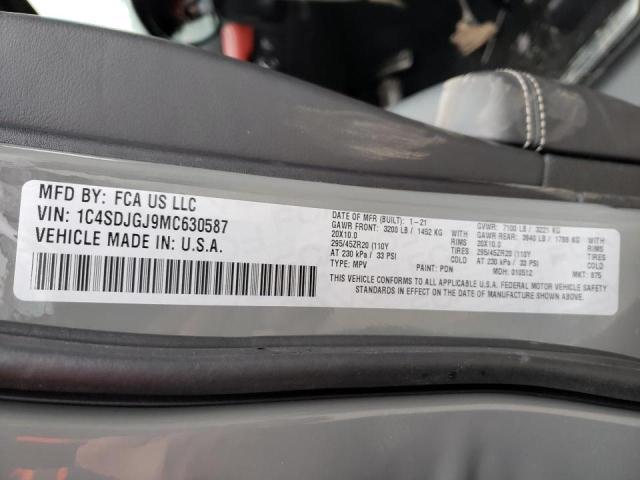 MFD BY: FCA US LLC
VIN: 1C4SDJGJ9MC630587
VEHICLE MADE IN: U.S.A.
DATE OF MFR (BUILT): 1-21
GVWR: 7100 LB / 3221 KG
GAWR FRONT: 3200 LB / 1452 KG
GAWR REAR: 3940 LB / 1788 KG
20X10.0 RIMS
20X10.0 RIMS
295/45ZR20 (110Y TIRES
295/45ZR20 (110Y TIRES
AT 230 kPa / 33 PSI COLD
AT 230 kPa / 33 PSI COLD
TYPE: MPV PAINT: PDN MDH: 010512 MKT: 875
THIS VEHICLE CONFORMS TO ALL APPLICABLE U.S.A. FEDERAL MOTOR VEHICLE SAFETY
STANDARDS IN EFFECT ON THE DATE OF MANUFACTURE SHOWN ABOVE.